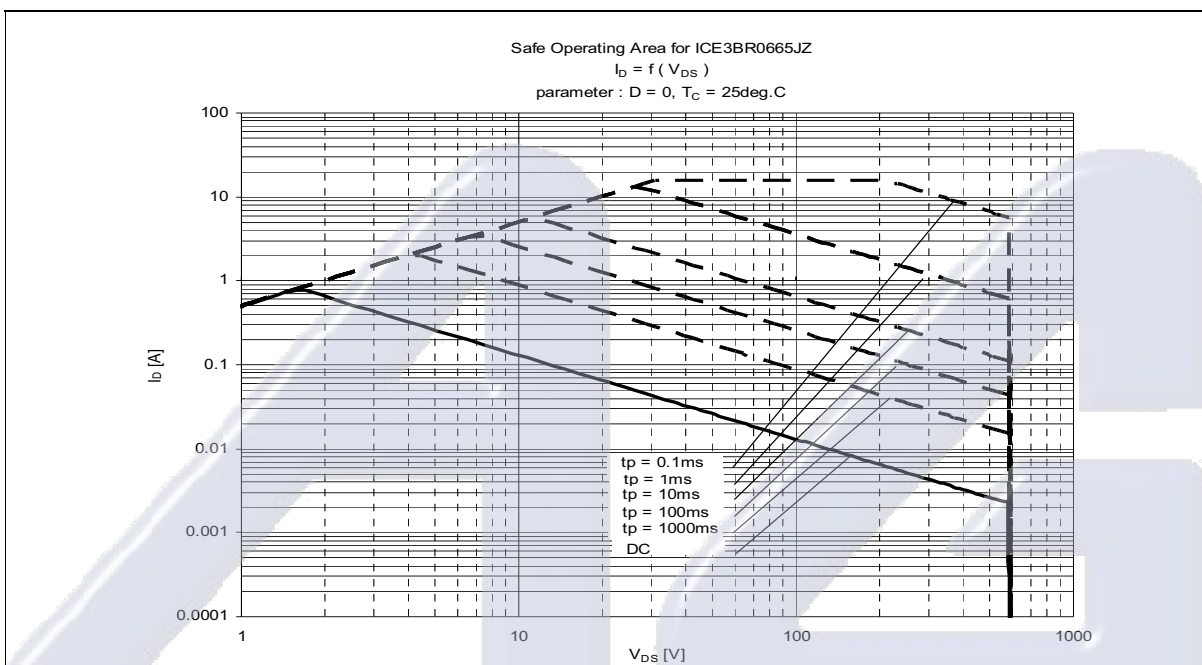 Safe Operating Area for ICE3BR0665JZ
I_D = f ( V_DS )
parameter : D = 0, T_C = 25deg.C
100
10
1
0.1
0.01
0.001
0.0001
I_D [A]
tp = 0.1ms
tp = 1ms
tp = 10ms
tp = 100ms
tp = 1000ms
DC
1
10
100
1000
V_DS [V]